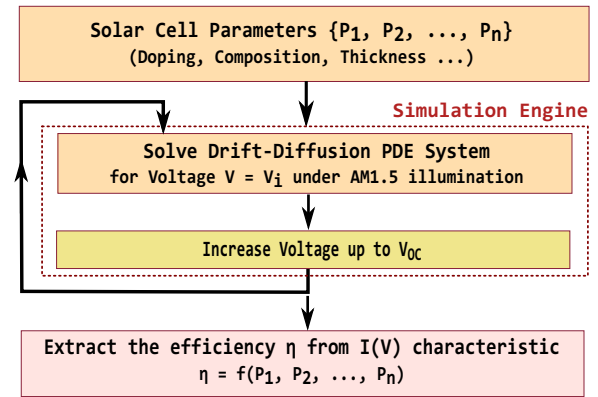 Solar Cell Parameters {P1, P2, ..., Pn}
(Doping, Composition, Thickness ...)
Simulation Engine
Solve Drift-Diffusion PDE System
for Voltage V = Vi under AM1.5 illumination
Increase Voltage up to VOC
Extract the efficiency η from I(V) characteristic
η = f(P1, P2, ..., Pn)